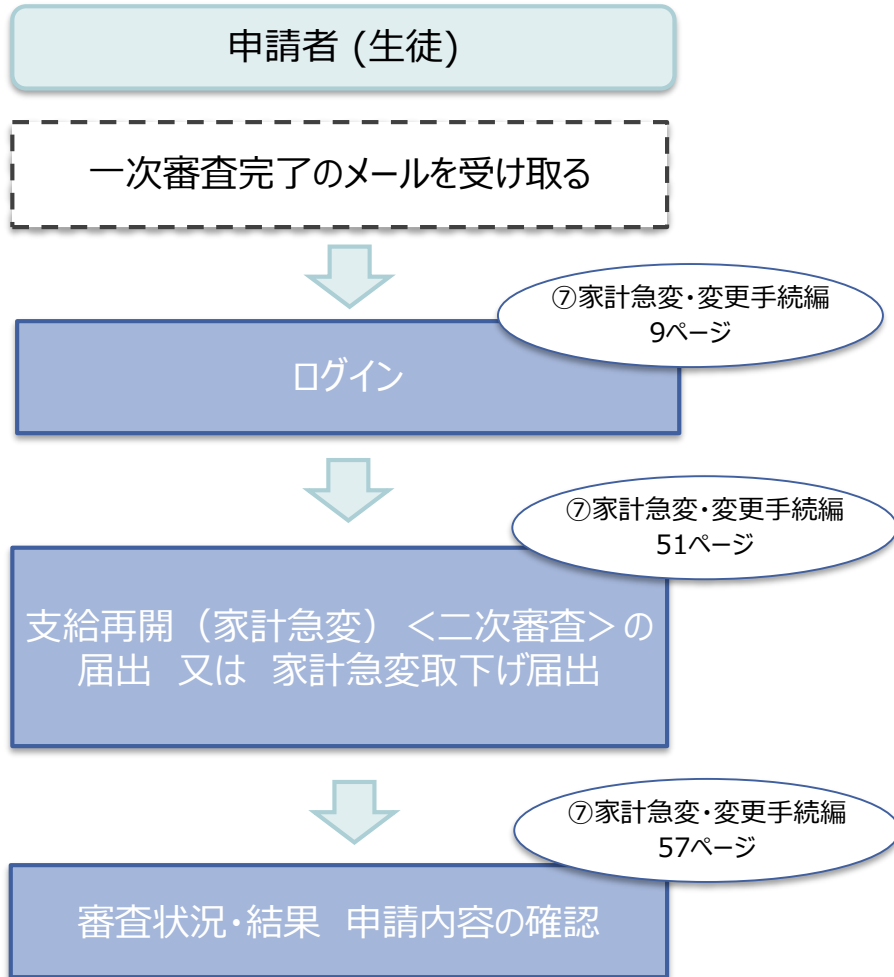 申請者 (生徒)
一次審査完了のメールを受け取る
⑦家計急変・変更手続編
9ページ
ログイン
⑦家計急変・変更手続編
51ページ
支給再開（家計急変）＜二次審査＞の
届出　又は　家計急変取下げ届出
⑦家計急変・変更手続編
57ページ
審査状況・結果　申請内容の確認